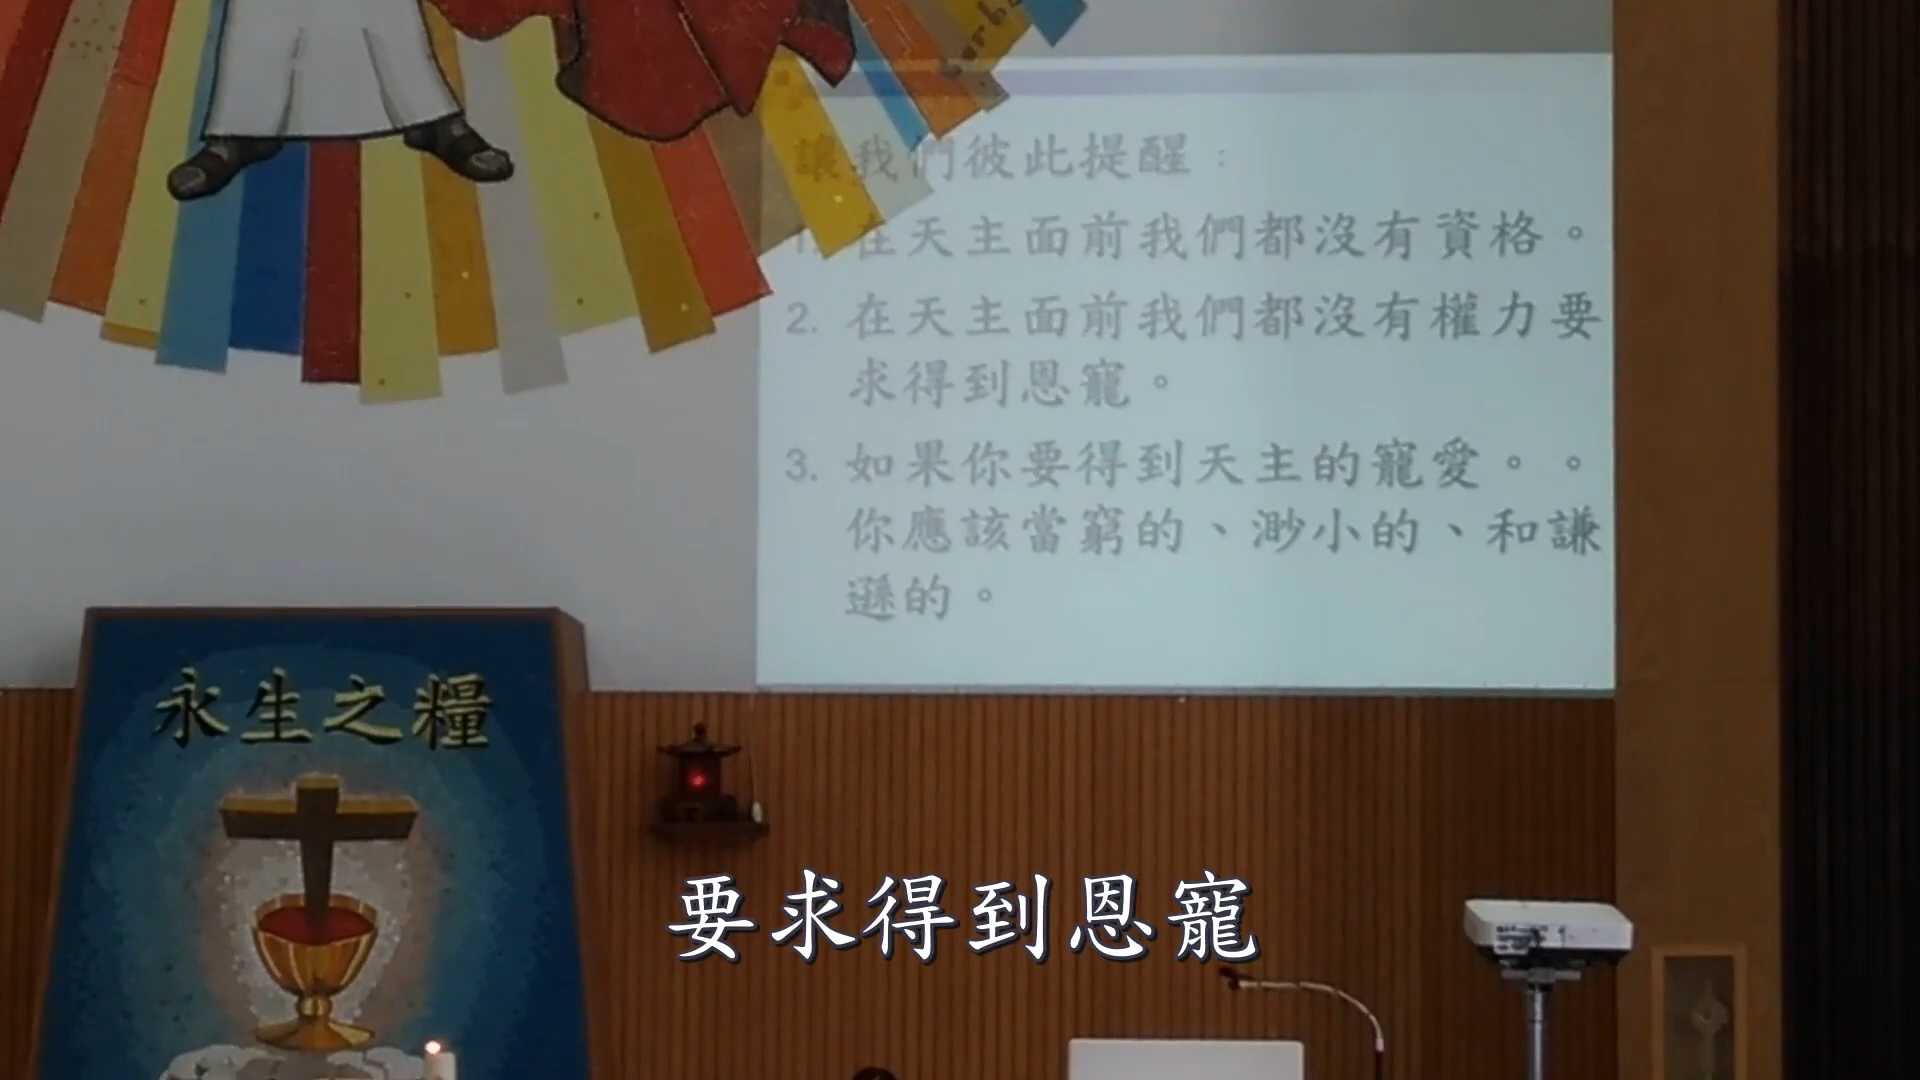 讓我們彼此提醒：
1. 在天主面前我們都沒有資格。
2. 在天主面前我們都沒有權力要
求得到恩寵。
3. 如果你要得到天主的寵愛。。
你應該當窮的、渺小的、和謙
遜的。
永生之糧
要求得到恩寵